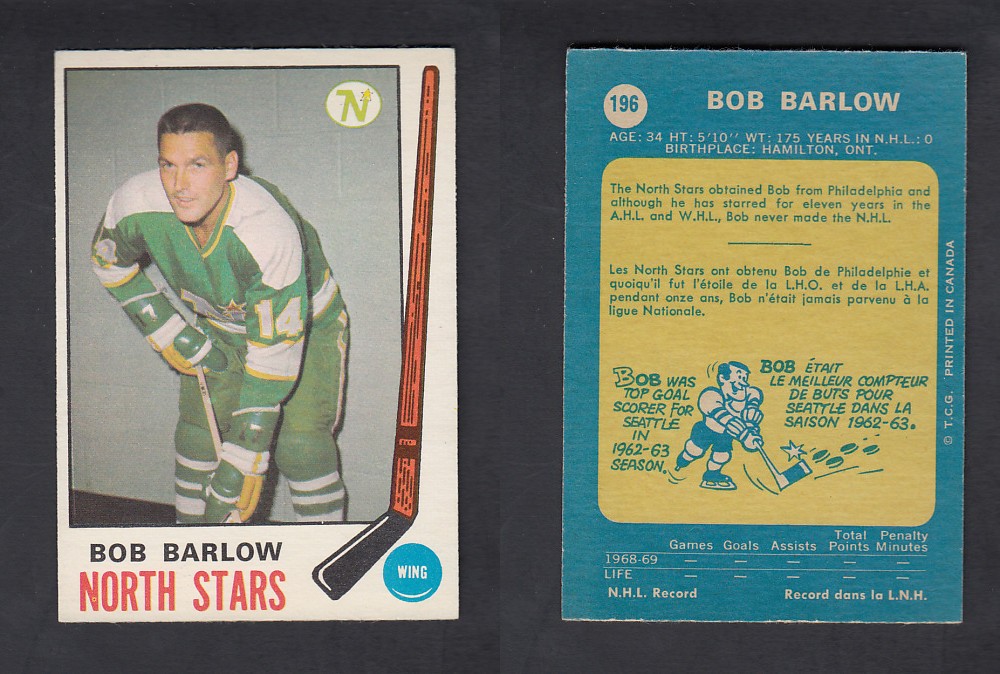 N
14
BOB BARLOW
NORTH STARS
WING
196
BOB BARLOW
AGE: 34 HT: 5'10'' WT: 175 YEARS IN N.H.L.: 0
BIRTHPLACE: HAMILTON, ONT.
The North Stars obtained Bob from Philadelphia and
although he has starred for eleven years in the
A.H.L. and W.H.L., Bob never made the N.H.L.
Les North Stars ont obtenu Bob de Philadelphie et
quoiqu'il fut l'étoile de la L.H.O. et de la L.H.A.
pendant onze ans, Bob n'était jamais parvenu à la
ligue Nationale.
BOB WAS
TOP GOAL
SCORER FOR
SEATTLE
IN
1962-63
SEASON.
BOB ÉTAIT
LE MEILLEUR COMPTEUR
DE BUTS POUR
SEATTLE DANS LA
SAISON 1962-63.
© T.C.G. PRINTED IN CANADA
Games Goals Assists Total Points Penalty Minutes
1968-69 — — — — —
LIFE — — — — —
N.H.L. Record Record dans la L.N.H.